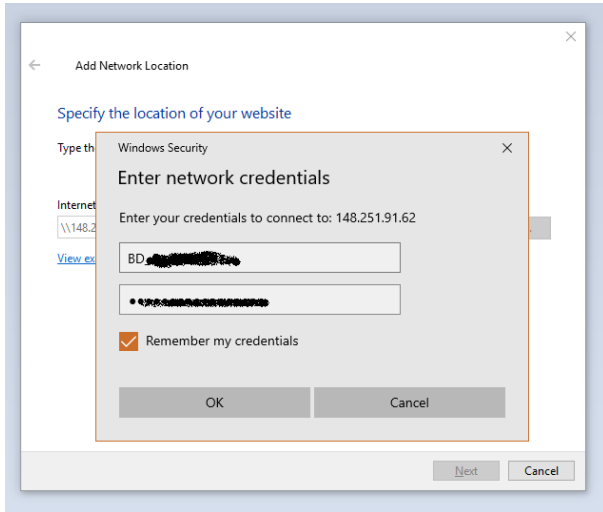 Add Network Location
Specify the location of your website
Type th
Windows Security
Enter network credentials
Internet
Enter your credentials to connect to: 148.251.91.62
\\148.2
BD_
View ex
Remember my credentials
OK Cancel
Next Cancel